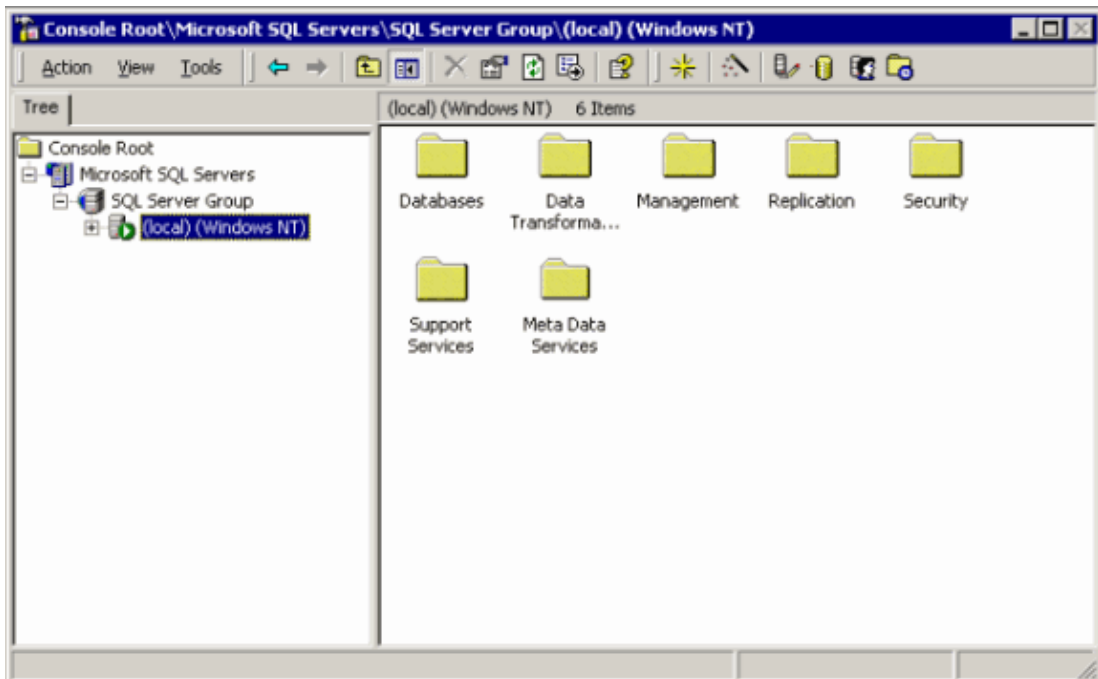 Console Root\Microsoft SQL Servers\SQL Server Group\(local) (Windows NT)
Action View Tools
Tree
(local) (Windows NT) 6 Items
Console Root
Microsoft SQL Servers
SQL Server Group
(local) (Windows NT)
Databases
Data
Transforma...
Management
Replication
Security
Support
Services
Meta Data
Services